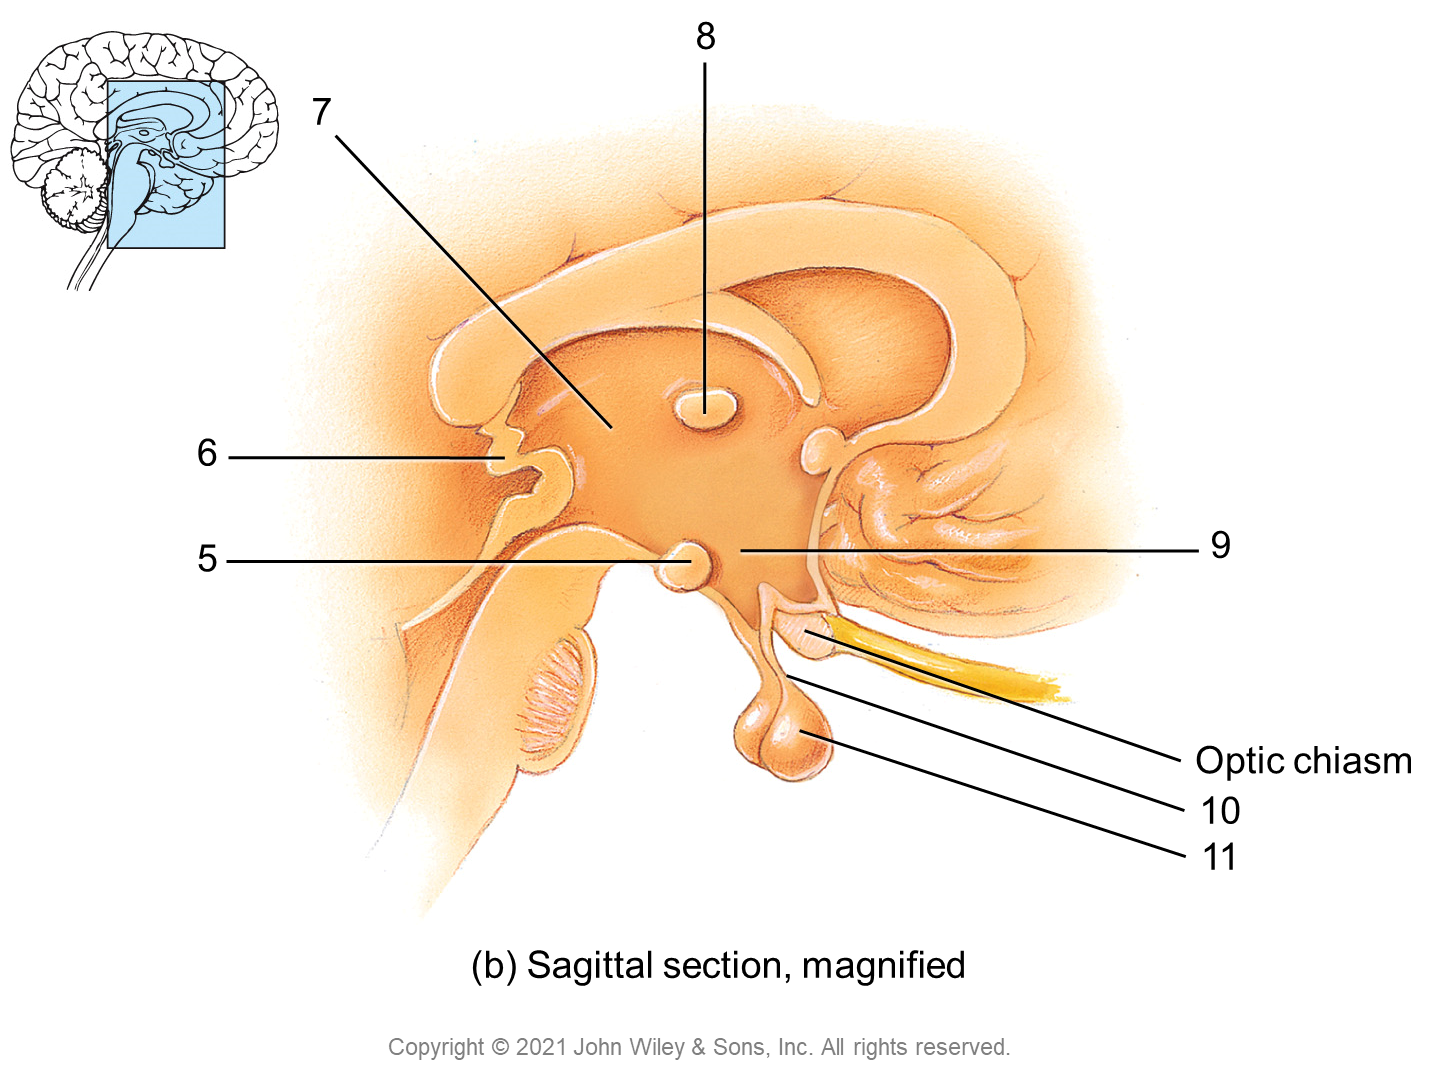 8
7
6
5
9
Optic chiasm
10
11
(b) Sagittal section, magnified
Copyright © 2021 John Wiley & Sons, Inc. All rights reserved.